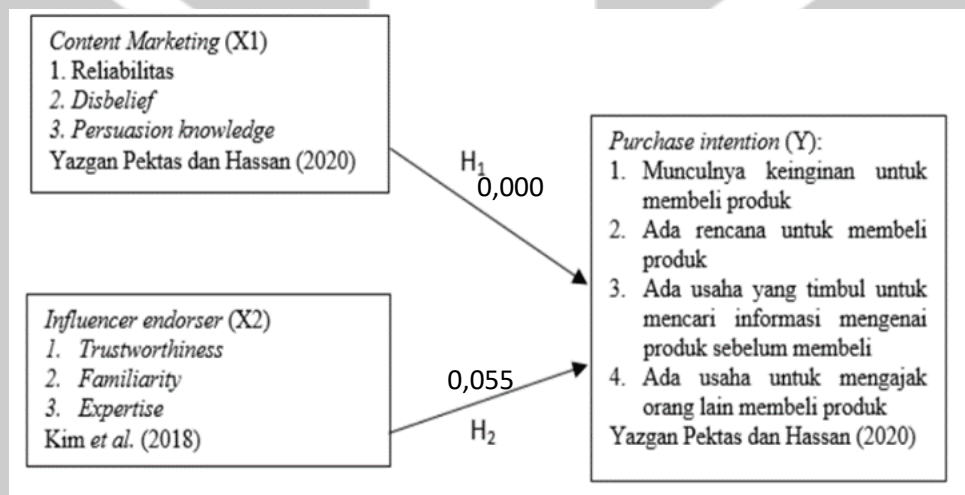 Content Marketing (X1)
1. Reliabilitas
2. Disbelief
3. Persuasion knowledge
Yazgan Pektas dan Hassan (2020)
H1
0,000
Influencer endorser (X2)
1. Trustworthiness
2. Familiarity
3. Expertise
Kim et al. (2018)
0,055
H2
Purchase intention (Y):
1. Munculnya keinginan untuk
membeli produk
2. Ada rencana untuk membeli
produk
3. Ada usaha yang timbul untuk
mencari informasi mengenai
produk sebelum membeli
4. Ada usaha untuk mengajak
orang lain membeli produk
Yazgan Pektas dan Hassan (2020)